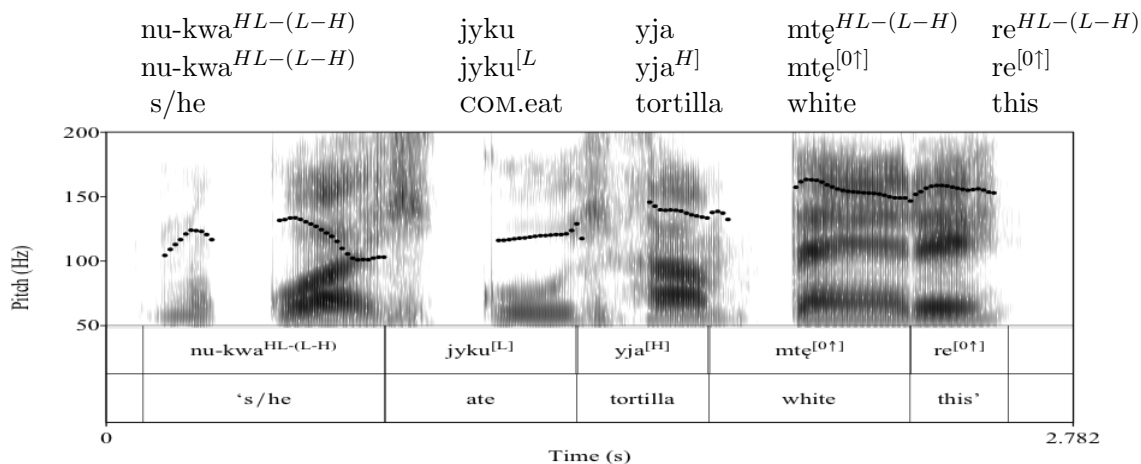 nu-kwa^{HL−(L−H)} jyku yja mtę^{HL−(L−H)} re^{HL−(L−H)}
nu-kwa^{HL−(L−H)} jyku^{[L} yja^{H]} mtę^{[0↑]} re^{[0↑]}
s/he COM.eat tortilla white this
200
150
100
50
Pitch (Hz)
nu-kwa^{HL-(L-H)} jyku^{[L]} yja^{[H]} mtę^{[0↑]} re^{[0↑]}
‘s/he ate tortilla white this’
0 2.782
Time (s)